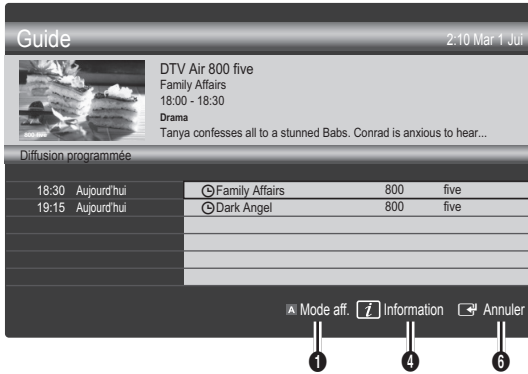 Guide 2:10 Mar 1 Jui
DTV Air 800 five
Family Affairs
18:00 - 18:30
Drama
Tanya confesses all to a stunned Babs. Conrad is anxious to hear...
800 five
Diffusion programmée
18:30 Aujourd'hui Family Affairs 800 five
19:15 Aujourd'hui Dark Angel 800 five
A Mode aff. i Information Annuler
1 4 6